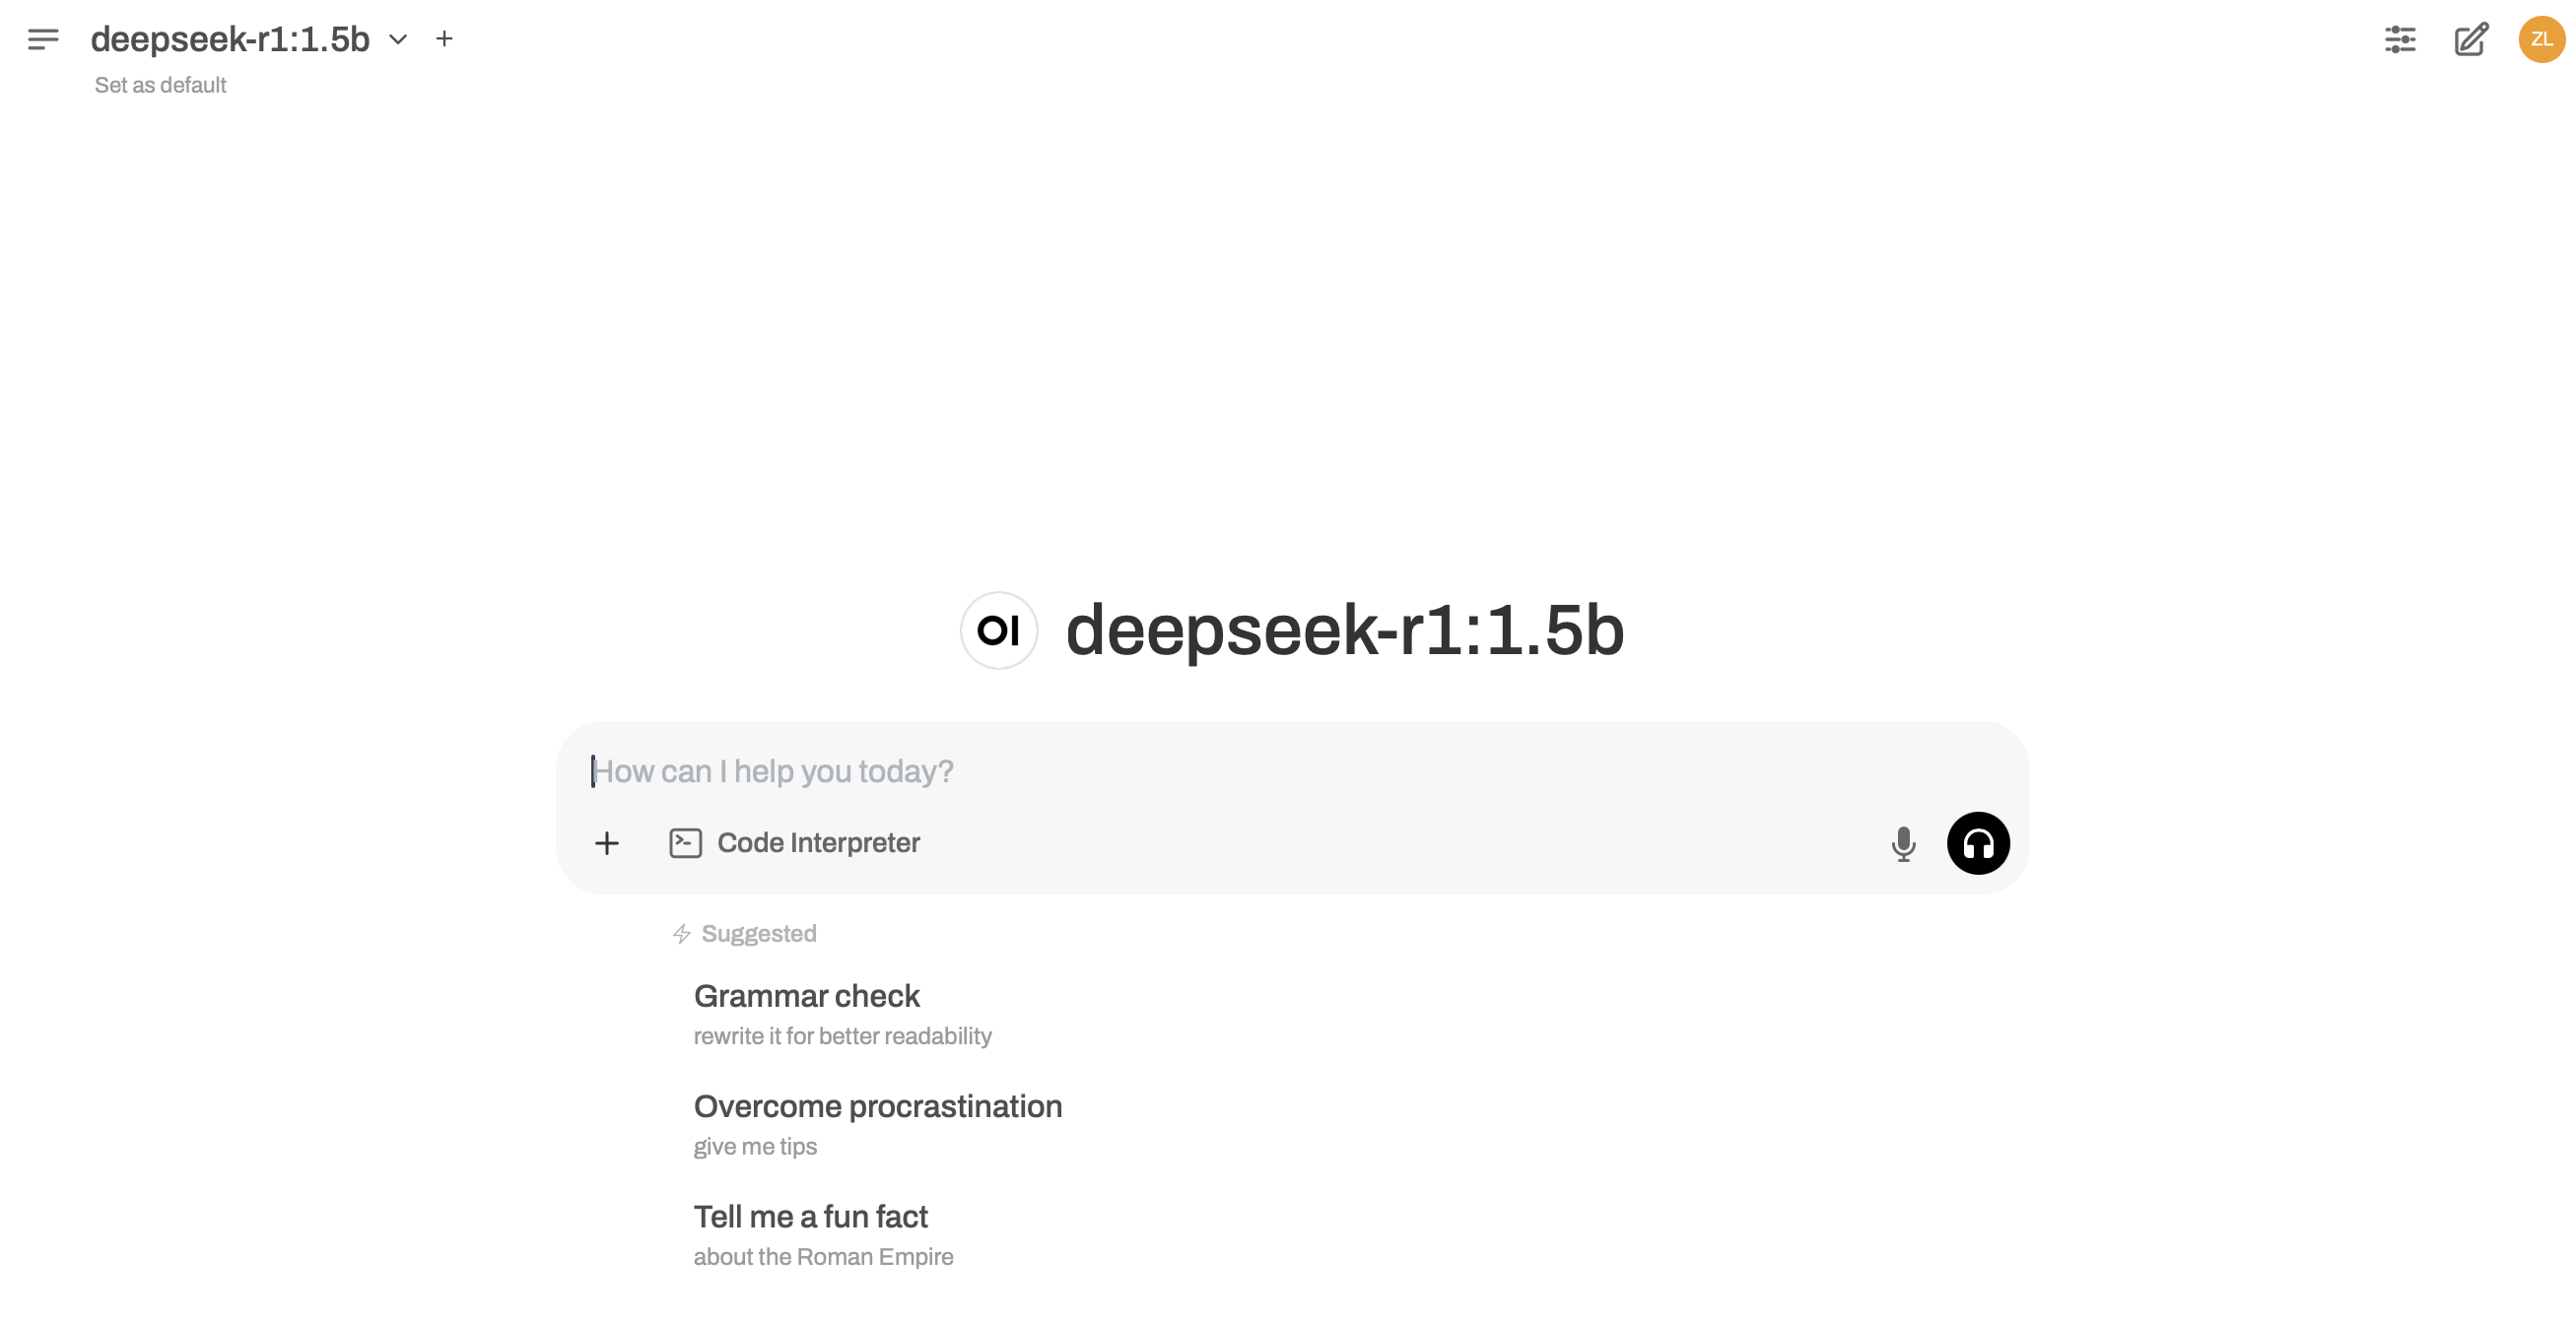 deepseek-r1:1.5b
ZL
Set as default
OI deepseek-r1:1.5b
How can I help you today?
Code Interpreter
Suggested
Grammar check
rewrite it for better readability
Overcome procrastination
give me tips
Tell me a fun fact
about the Roman Empire